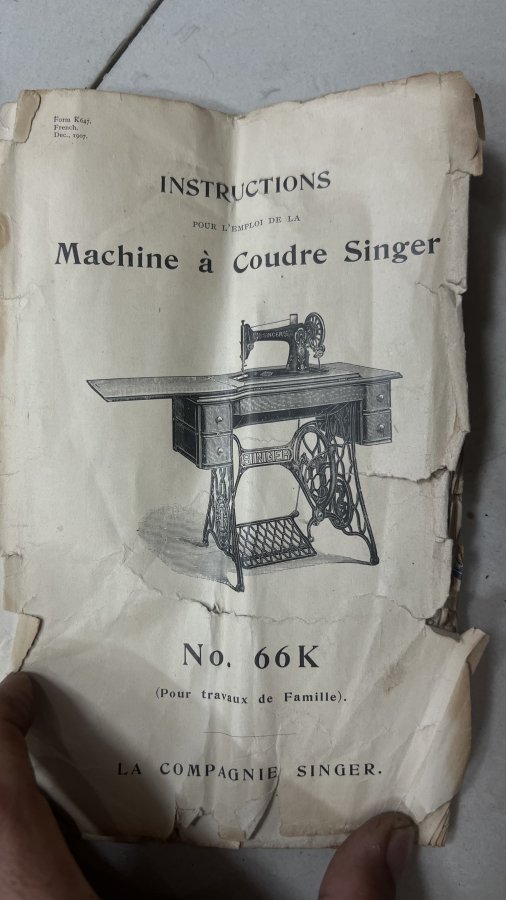 Form K647.
French.
Dec., 1907.
INSTRUCTIONS
POUR L'EMPLOI DE LA
Machine à Coudre Singer
SINGER
SINGER
No. 66K
(Pour travaux de Famille).
LA COMPAGNIE SINGER.